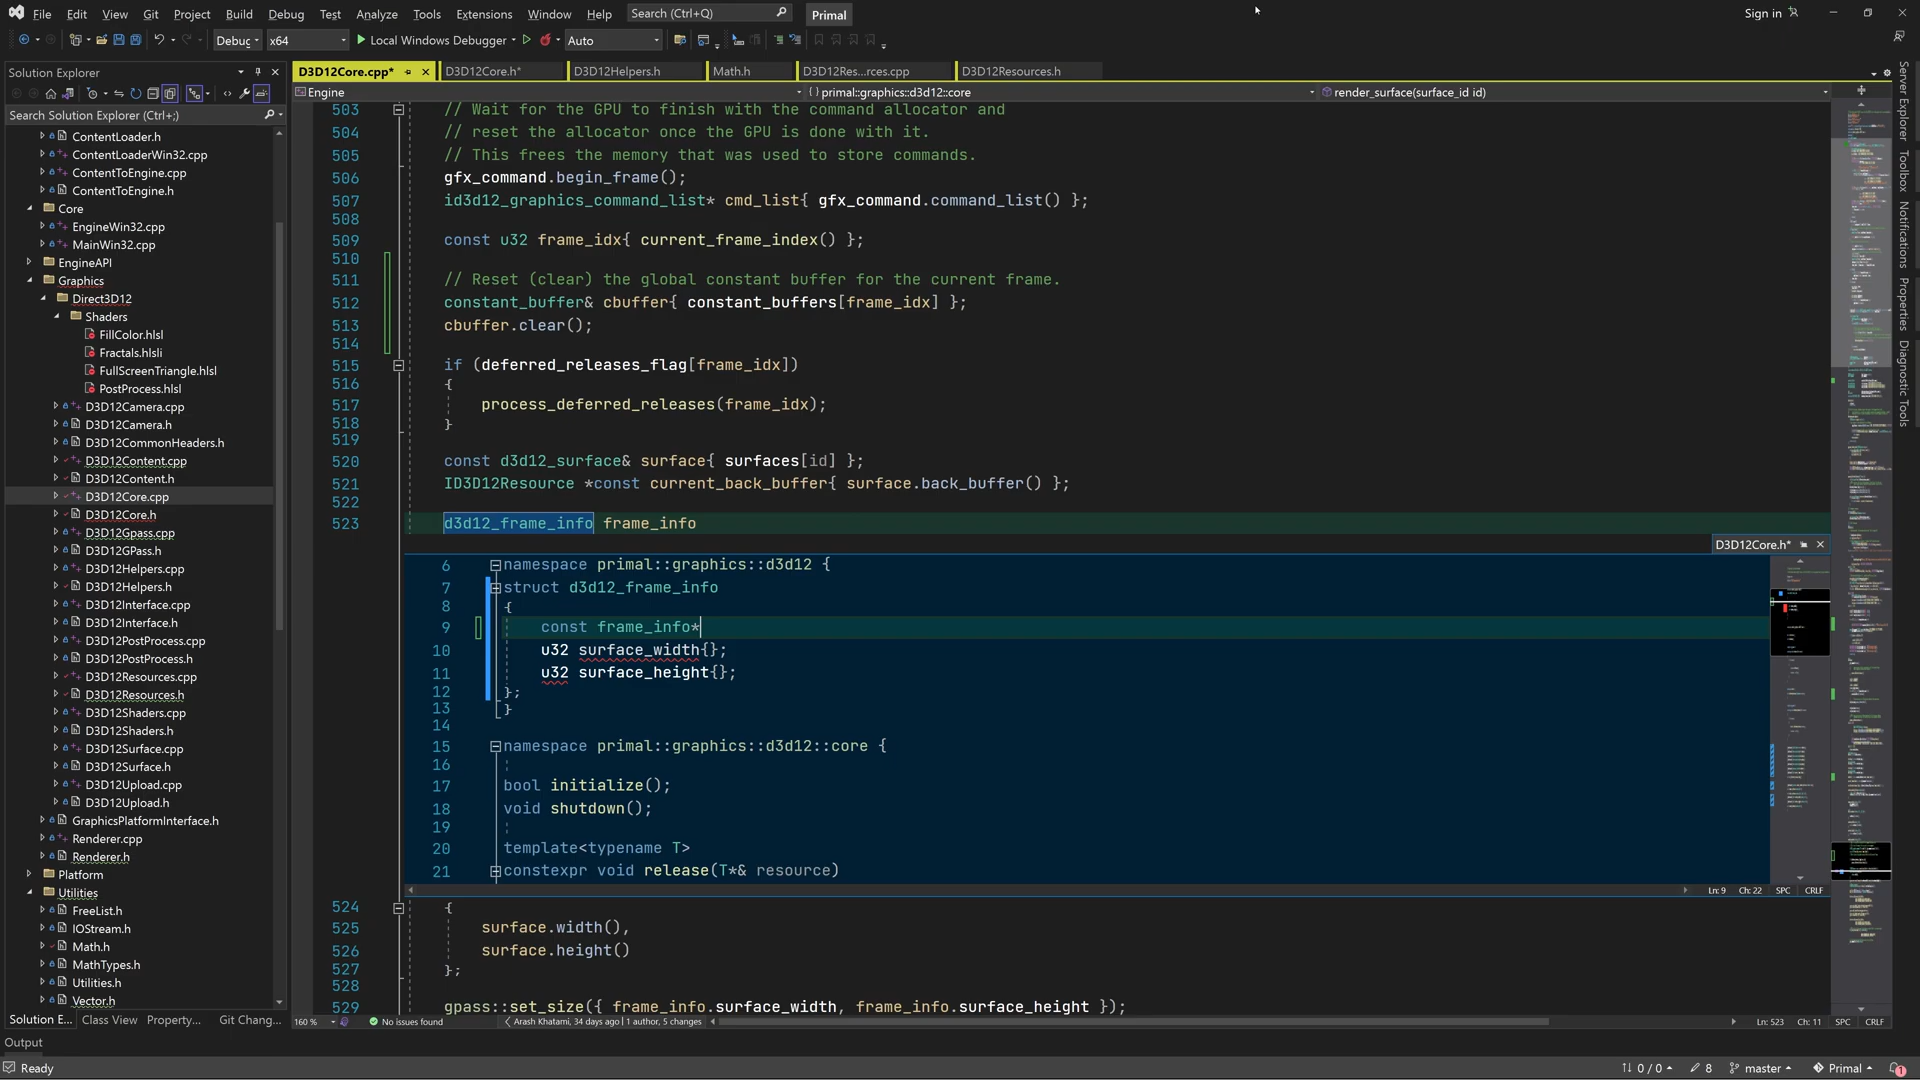 File Edit View Git Project Build Debug Test Analyze Tools Extensions Window Help Search (Ctrl+Q) Primal Sign in
Debug x64 Local Windows Debugger Auto
Solution Explorer
Search Solution Explorer (Ctrl+;)
ContentLoader.h
ContentLoaderWin32.cpp
ContentToEngine.cpp
ContentToEngine.h
Core
EngineWin32.cpp
MainWin32.cpp
EngineAPI
Graphics
Direct3D12
Shaders
FillColor.hlsl
Fractals.hlsli
FullScreenTriangle.hlsl
PostProcess.hlsl
D3D12Camera.cpp
D3D12Camera.h
D3D12CommonHeaders.h
D3D12Content.cpp
D3D12Content.h
D3D12Core.cpp
D3D12Core.h
D3D12Gpass.cpp
D3D12GPass.h
D3D12Helpers.cpp
D3D12Helpers.h
D3D12Interface.cpp
D3D12Interface.h
D3D12PostProcess.cpp
D3D12PostProcess.h
D3D12Resources.cpp
D3D12Resources.h
D3D12Shaders.cpp
D3D12Shaders.h
D3D12Surface.cpp
D3D12Surface.h
D3D12Upload.cpp
D3D12Upload.h
GraphicsPlatformInterface.h
Renderer.cpp
Renderer.h
Platform
Utilities
FreeList.h
IOStream.h
Math.h
MathTypes.h
Utilities.h
Vector.h
Solution E... Class View Property... Git Chang...
D3D12Core.cpp* D3D12Core.h* D3D12Helpers.h Math.h D3D12Res...rces.cpp D3D12Resources.h
Engine primal::graphics::d3d12::core render_surface(surface_id id)
503 // Wait for the GPU to finish with the command allocator and
504 // reset the allocator once the GPU is done with it.
505 // This frees the memory that was used to store commands.
506 gfx_command.begin_frame();
507 id3d12_graphics_command_list* cmd_list{ gfx_command.command_list() };
508
509 const u32 frame_idx{ current_frame_index() };
510
511 // Reset (clear) the global constant buffer for the current frame.
512 constant_buffer& cbuffer{ constant_buffers[frame_idx] };
513 cbuffer.clear();
514
515 if (deferred_releases_flag[frame_idx])
516 {
517 process_deferred_releases(frame_idx);
518 }
519
520 const d3d12_surface& surface{ surfaces[id] };
521 ID3D12Resource *const current_back_buffer{ surface.back_buffer() };
522
523 d3d12_frame_info frame_info
D3D12Core.h*
6 namespace primal::graphics::d3d12 {
7 struct d3d12_frame_info
8 {
9 const frame_info*
10 u32 surface_width{};
11 u32 surface_height{};
12 };
13 }
14
15 namespace primal::graphics::d3d12::core {
16
17 bool initialize();
18 void shutdown();
19
20 template<typename T>
21 constexpr void release(T*& resource)
Ln: 9 Ch: 22 SPC CRLF
524 {
525 surface.width(),
526 surface.height()
527 };
528
529 gpass::set_size({ frame_info.surface_width, frame_info.surface_height });
160 % No issues found Arash Khatami, 34 days ago | 1 author, 5 changes Ln: 523 Ch: 11 SPC CRLF
Server Explorer
Toolbox
Notifications
Properties
Diagnostic Tools
Output
Ready 0 / 0 8 master Primal 1